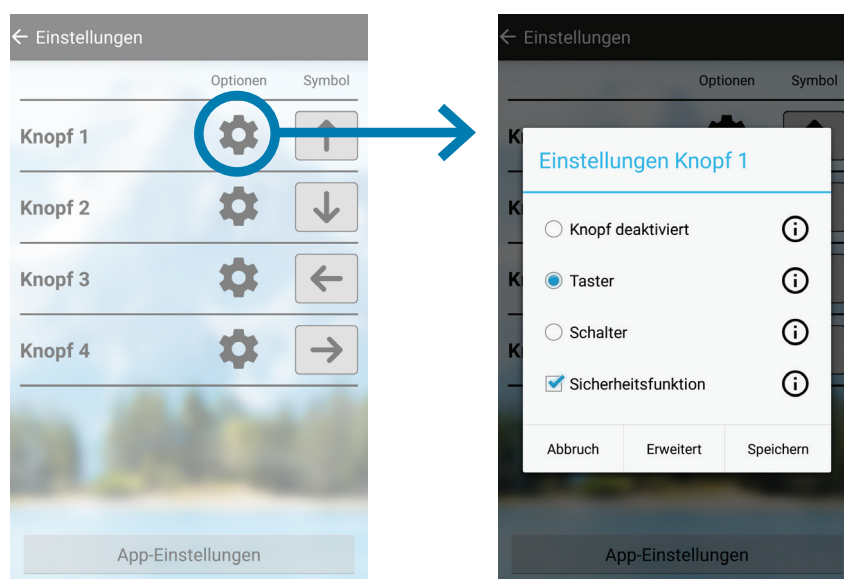 Einstellungen
Optionen Symbol
Knopf 1
Knopf 2
Knopf 3
Knopf 4
App-Einstellungen
Einstellungen
Optionen Symbol
Einstellungen Knopf 1
Knopf deaktiviert
Taster
Schalter
Sicherheitsfunktion
Abbruch Erweitert Speichern
App-Einstellungen